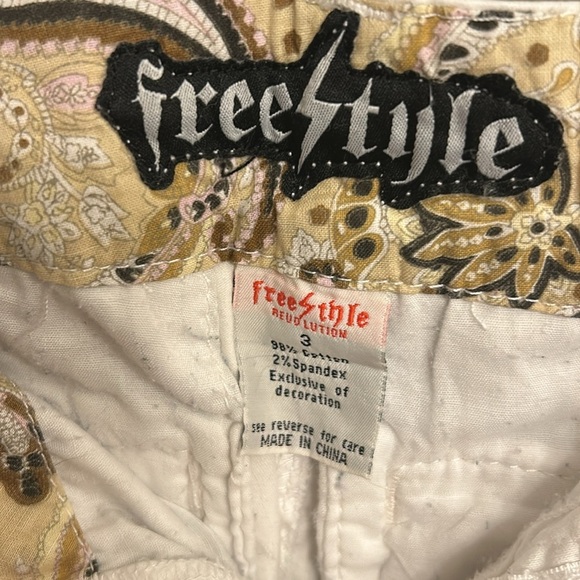 freestyle
freestyle
REVOLUTION
3
98% Cotton
2% Spandex
Exclusive of
decoration
see reverse for care
MADE IN CHINA